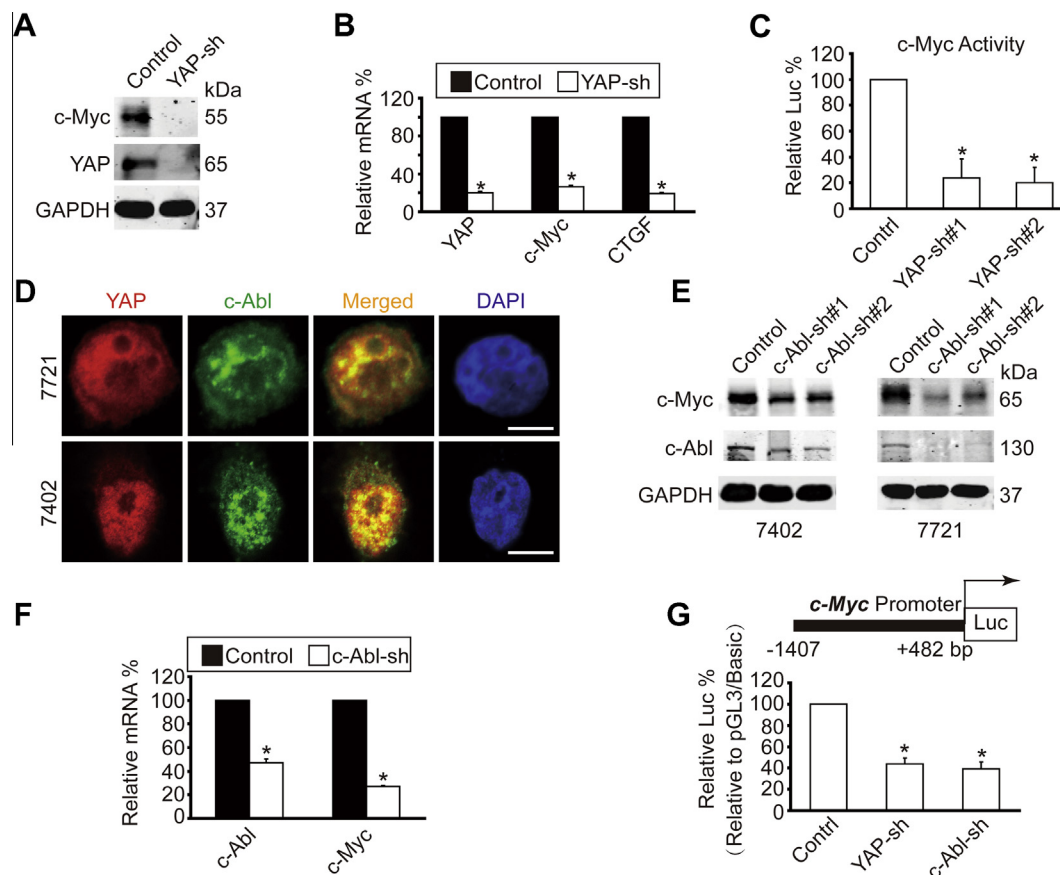 A
Control
YAP-sh
kDa
c-Myc
55
YAP
65
GAPDH
37
B
Control
YAP-sh
Relative mRNA %
120
80
40
20
0
*
*
*
YAP
c-Myc
CTGF
C
c-Myc Activity
Relative Luc %
120
100
80
60
40
20
0
*
*
Contrl
YAP-sh#1
YAP-sh#2
D
YAP
c-Abl
Merged
DAPI
7721
7402
E
Control
c-Abl-sh#1
c-Abl-sh#2
Control
c-Abl-sh#1
c-Abl-sh#2
kDa
c-Myc
65
c-Abl
130
GAPDH
37
7402
7721
F
Control
c-Abl-sh
Relative mRNA %
120
100
80
60
40
20
0
*
*
c-Abl
c-Myc
G
c-Myc Promoter
Luc
-1407
+482 bp
Relative Luc %
(Relative to pGL3/Basic)
120
100
80
60
40
20
0
*
*
Contrl
YAP-sh
c-Abl-sh